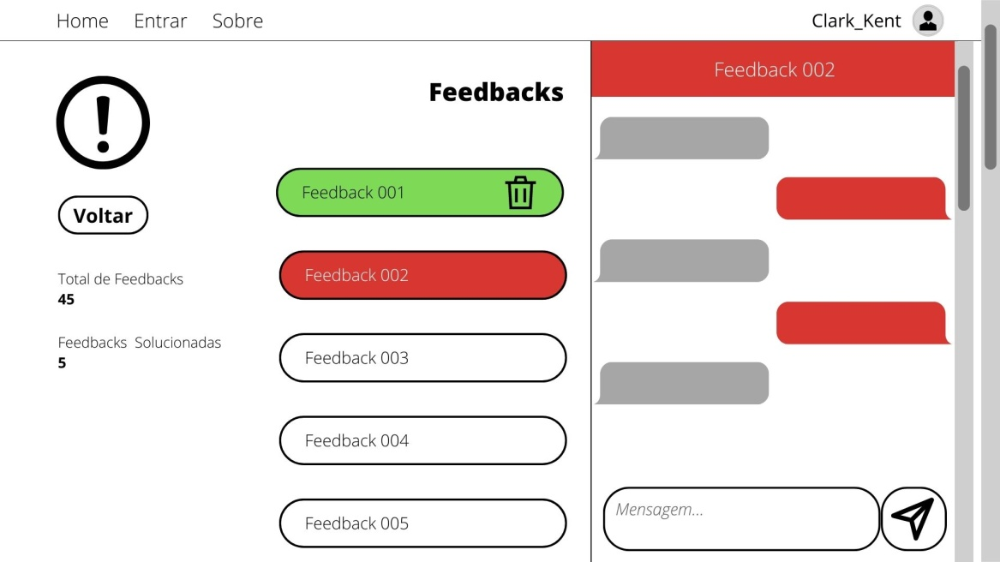 Home Entrar Sobre
Clark_Kent
Feedbacks
Voltar
Total de Feedbacks
45
Feedbacks Solucionadas
5
Feedback 001
Feedback 002
Feedback 003
Feedback 004
Feedback 005
Feedback 002
Mensagem...